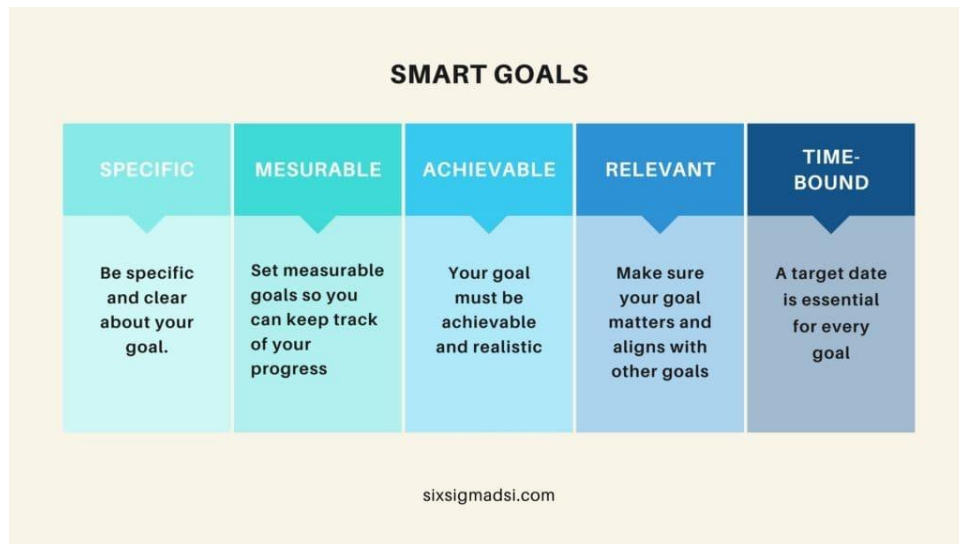 SMART GOALS
SPECIFIC
Be specific
and clear
about your
goal.
MESURABLE
Set measurable
goals so you
can keep track
of your
progress
ACHIEVABLE
Your goal
must be
achievable
and realistic
RELEVANT
Make sure
your goal
matters and
aligns with
other goals
TIME-
BOUND
A target date
is essential
for every
goal
sixsigmadsi.com